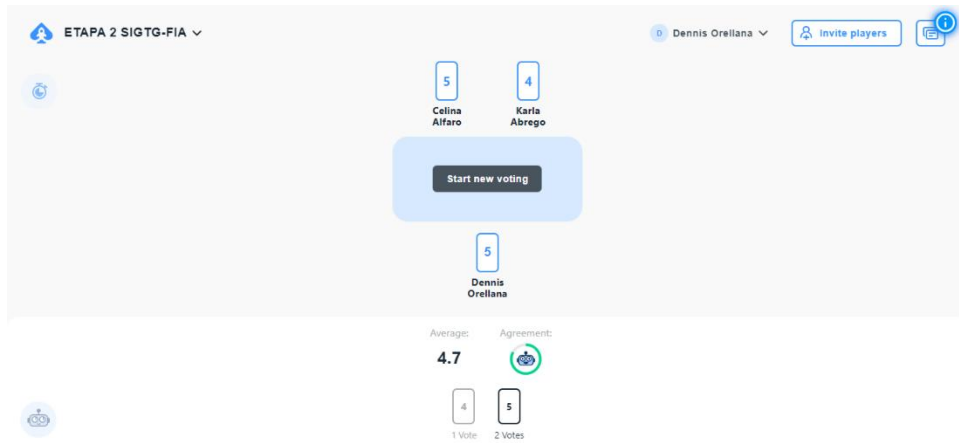 ETAPA 2 SIGTG-FIA
D Dennis Orellana
Invite players
5
4
Celina
Alfaro
Karla
Abrego
Start new voting
5
Dennis
Orellana
Average:
Agreement:
4.7
4
5
1 Vote
2 Votes